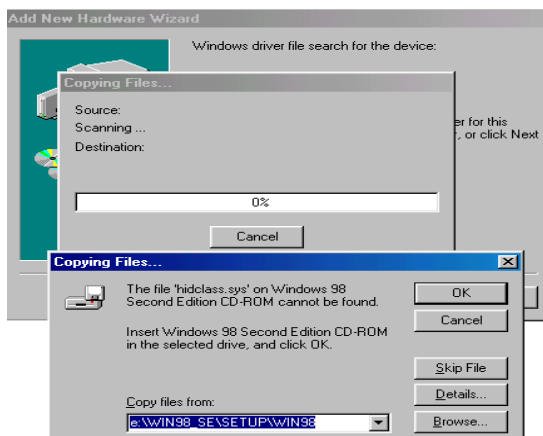 Add New Hardware Wizard
Windows driver file search for the device:
er for this
, or click Next
Copying Files...
Source:
Scanning ...
Destination:
0%
Cancel
Copying Files...
The file 'hidclass.sys' on Windows 98
Second Edition CD-ROM cannot be found.
Insert Windows 98 Second Edition CD-ROM
in the selected drive, and click OK.
Copy files from:
e:\WIN98_SE\SETUP\WIN98
OK
Cancel
Skip File
Details...
Browse...